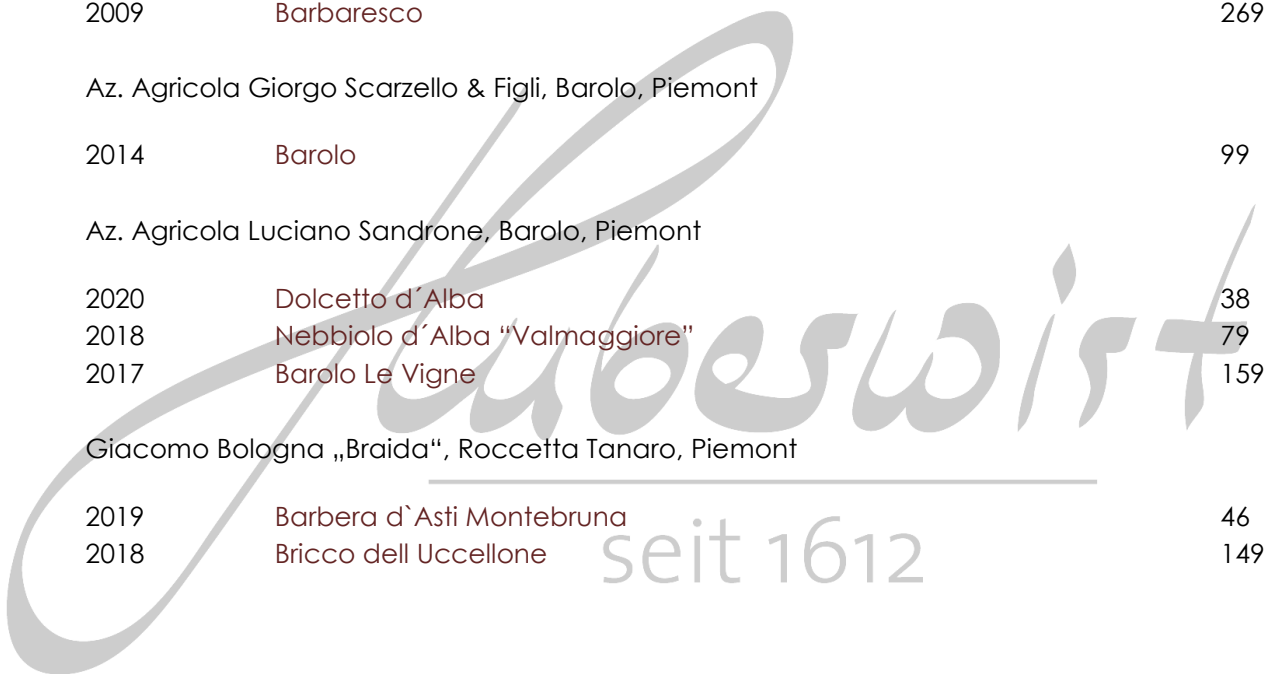 2009 Barbaresco 269
Az. Agricola Giorgo Scarzello & Figli, Barolo, Piemont
2014 Barolo 99
Az. Agricola Luciano Sandrone, Barolo, Piemont
2020 Dolcetto d´Alba 38
2018 Nebbiolo d´Alba “Valmaggiore” 79
2017 Barolo Le Vigne 159
Hubeswirt
Giacomo Bologna „Braida“, Roccetta Tanaro, Piemont
2019 Barbera d`Asti Montebruna 46
2018 Bricco dell Uccellone 149
seit 1612